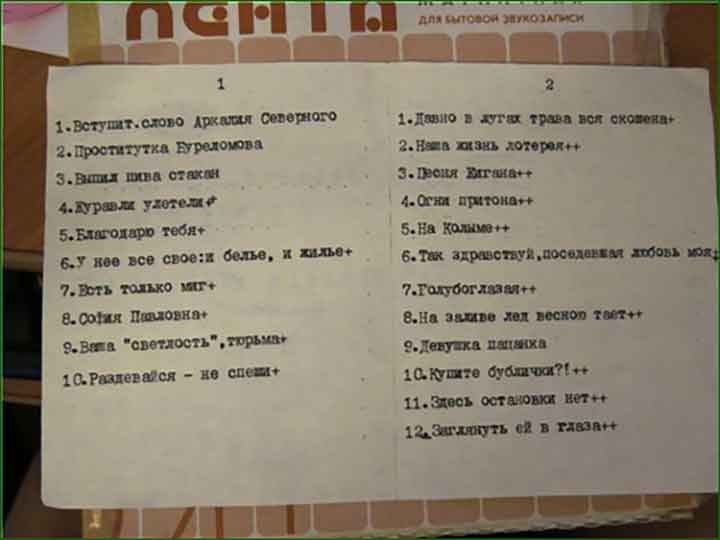 ЛЕНТА
ДЛЯ БЫТОВОЙ ЗВУКОЗАПИСИ
1
1.Вступит.слово Аркадия Северного
2.Проститутка Буреломова
3.Выпил пива стакан
4.Журавли улетели+
5.Благодарю тебя+
6.У нее все свое:и белье, и жилье+
7.Есть только миг+
8.София Павловна+
9.Ваша "светлость",тюрьма+
10.Раздевайся - не спеши+
2
1.Давно в лугах трава вся скошена+
2.Наша жизнь лотерея++
3.Песня Жигана++
4.Огни притона++
5.На Колыме++
6.Так здравствуй,поседевшая любовь моя
7.Голубоглазая++
8.На заливе лед весною тает++
9.Девушка пацанка
10.Купите бублички?!++
11.Здесь остановки нет++
12.Заглянуть ей в глаза++